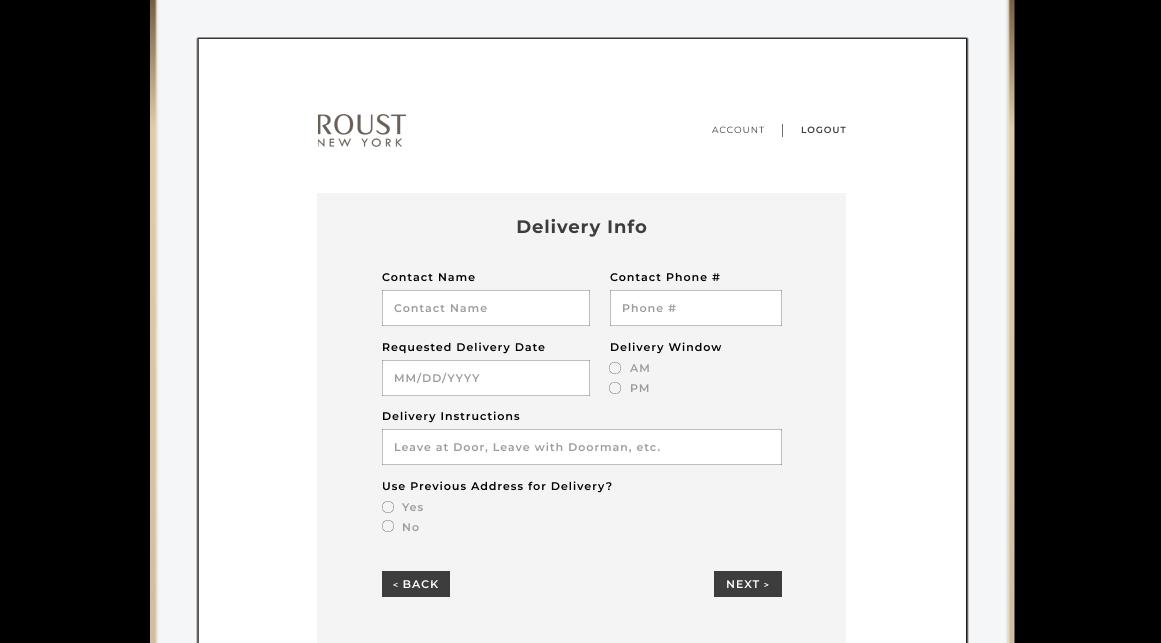 ROUST
NEW YORK
ACCOUNT | LOGOUT
Delivery Info
Contact Name
Contact Phone #
Contact Name
Phone #
Requested Delivery Date
Delivery Window
MM/DD/YYYY
AM
PM
Delivery Instructions
Leave at Door, Leave with Doorman, etc.
Use Previous Address for Delivery?
Yes
No
< BACK
NEXT >